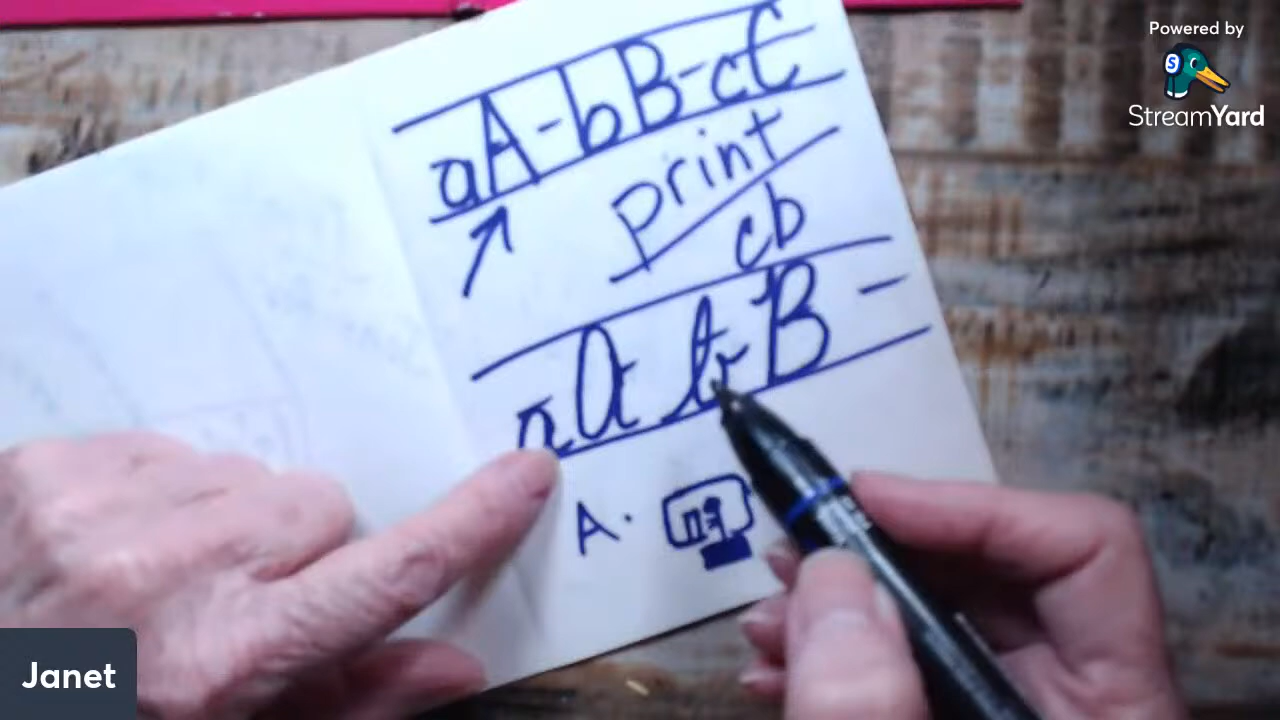 Powered by
StreamYard
aA-bB-cC
print
cb
aA bB -
A.
Janet